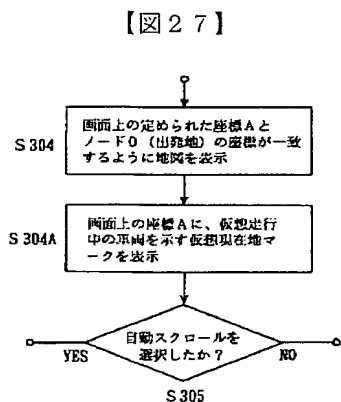 【図２７】
S 304
画面上の定められた座標Aと
ノード0（出発地）の座標が一致
するように地図を表示
S 304A
画面上の座標Aに、仮想走行
中の車両を示す仮想現在地マ
ークを表示
自動スクロールを
選択したか？
YES
NO
S 305